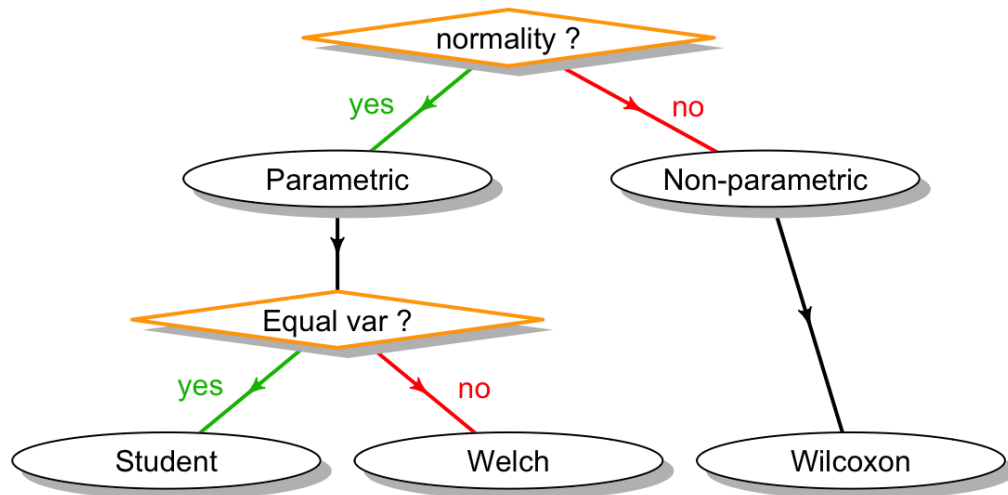 normality ?
yes
no
Parametric
Non-parametric
Equal var ?
yes
no
Student
Welch
Wilcoxon